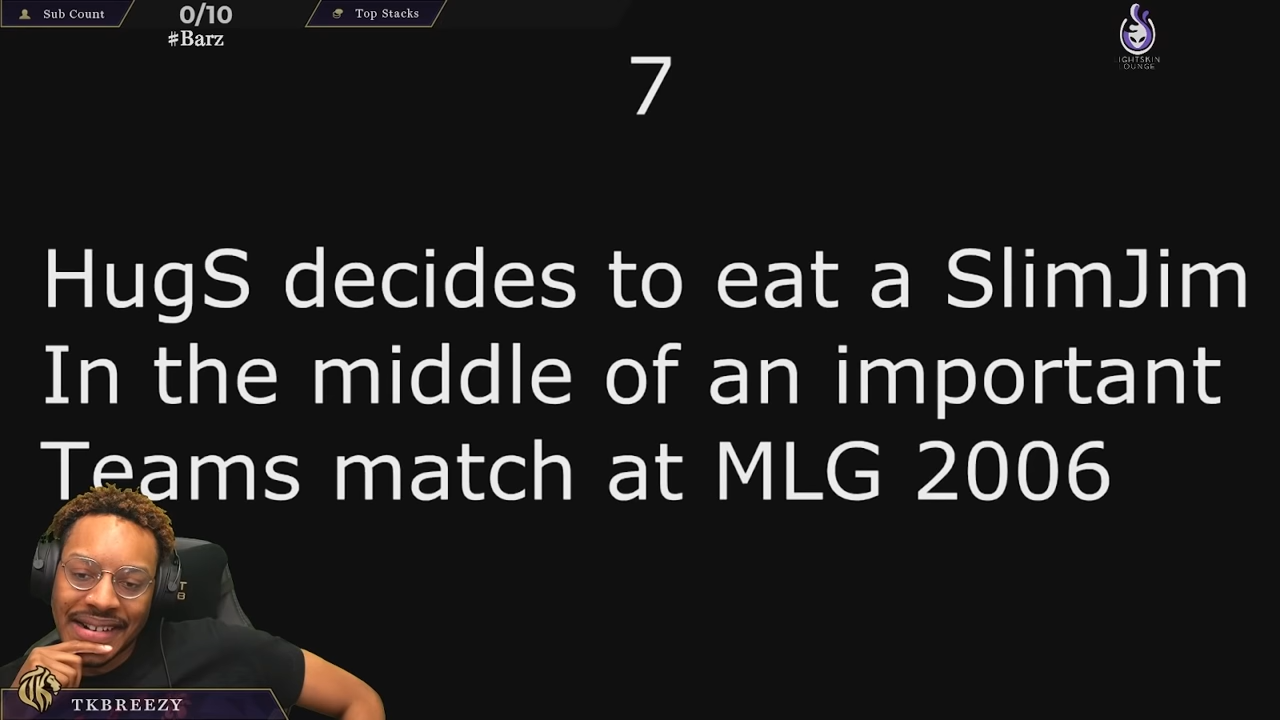 Sub Count
0/10
Top Stacks
#Barz
7
HugS decides to eat a SlimJim
In the middle of an important
Teams match at MLG 2006
TKBREEZY